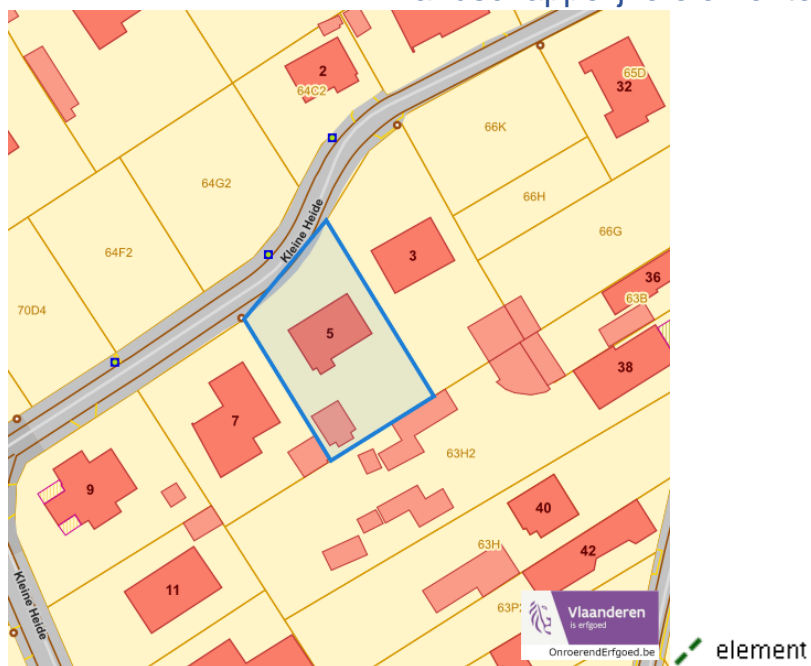 2
64C2
65D
32
66K
64G2
66H
Kleine Heide
66G
64F2
3
36
63B
70D4
5
38
7
63H2
9
40
63H
42
11
Kleine Heide
63P2
Vlaanderen
is erfgoed
OnroerendErfgoed.be
element